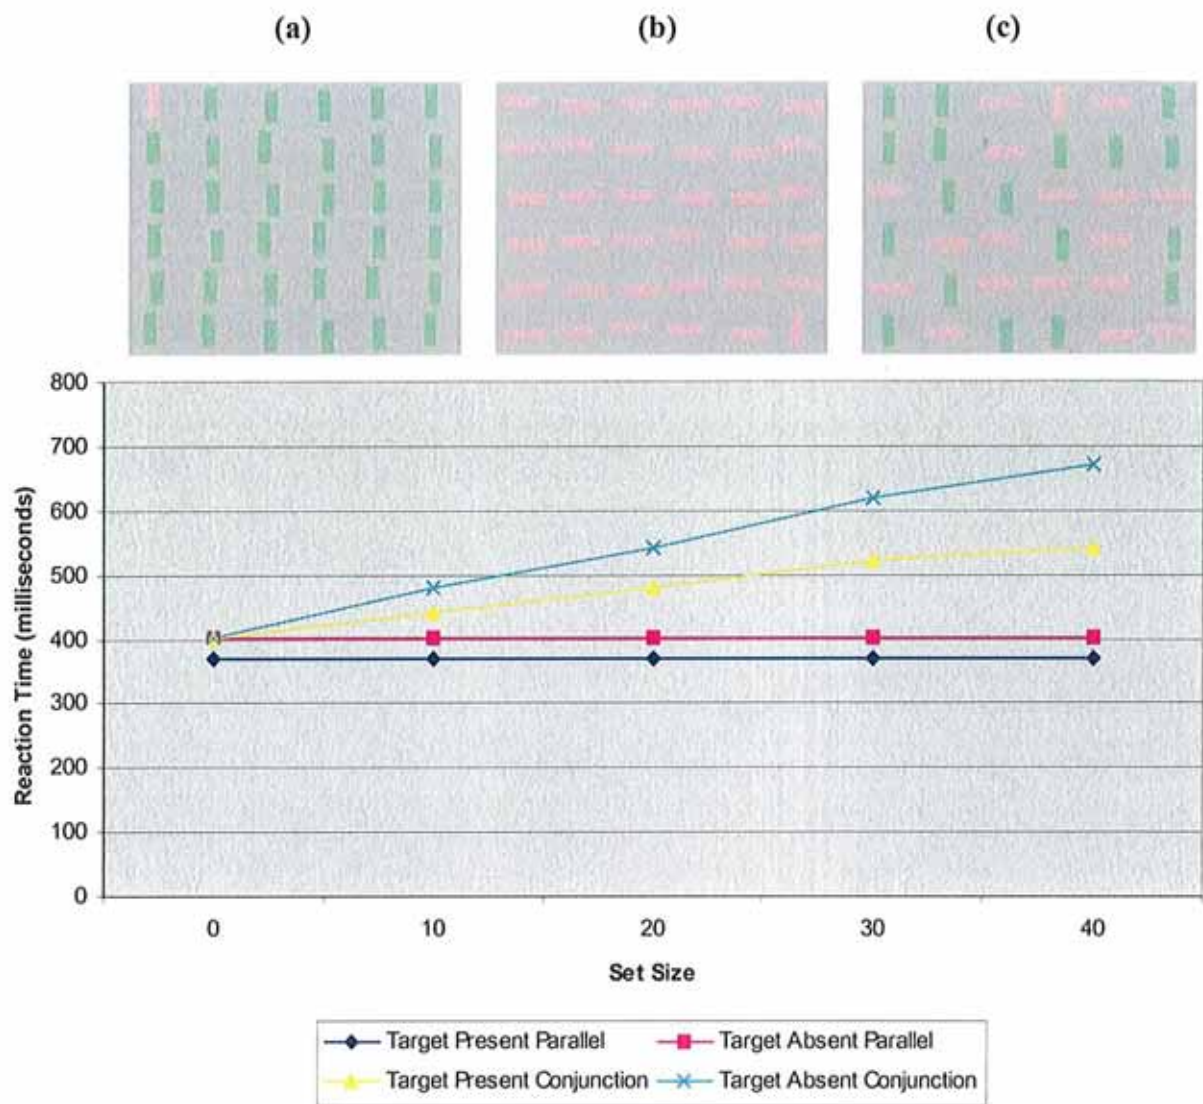 (a) (b) (c)
800
700
600
500
400
300
200
100
0
Reaction Time (milliseconds)
0 10 20 30 40
Set Size
Target Present Parallel Target Absent Parallel
Target Present Conjunction Target Absent Conjunction